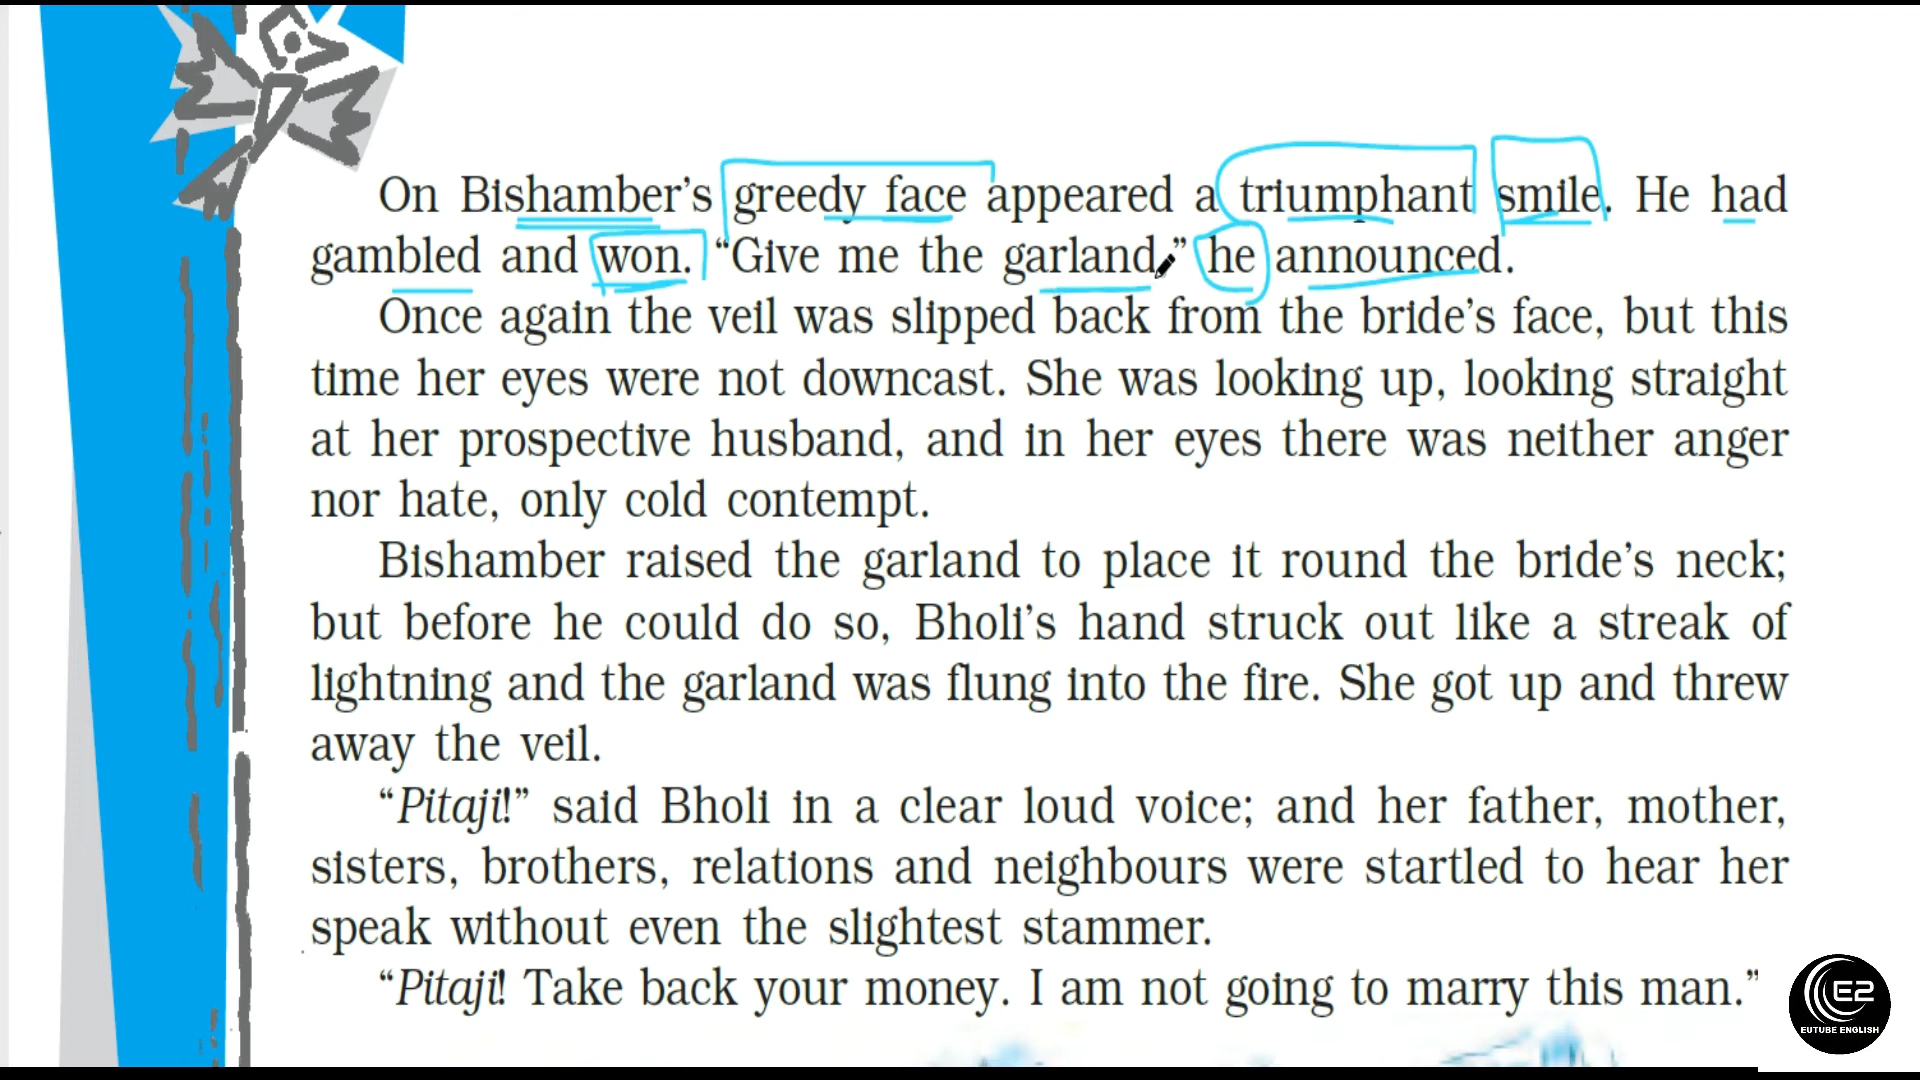 On Bishamber’s greedy face appeared a triumphant smile. He had
gambled and won. “Give me the garland,” he announced.
Once again the veil was slipped back from the bride’s face, but this
time her eyes were not downcast. She was looking up, looking straight
at her prospective husband, and in her eyes there was neither anger
nor hate, only cold contempt.
Bishamber raised the garland to place it round the bride’s neck;
but before he could do so, Bholi’s hand struck out like a streak of
lightning and the garland was flung into the fire. She got up and threw
away the veil.
“Pitaji!” said Bholi in a clear loud voice; and her father, mother,
sisters, brothers, relations and neighbours were startled to hear her
speak without even the slightest stammer.
“Pitaji! Take back your money. I am not going to marry this man.”
E2
EUTUBE ENGLISH